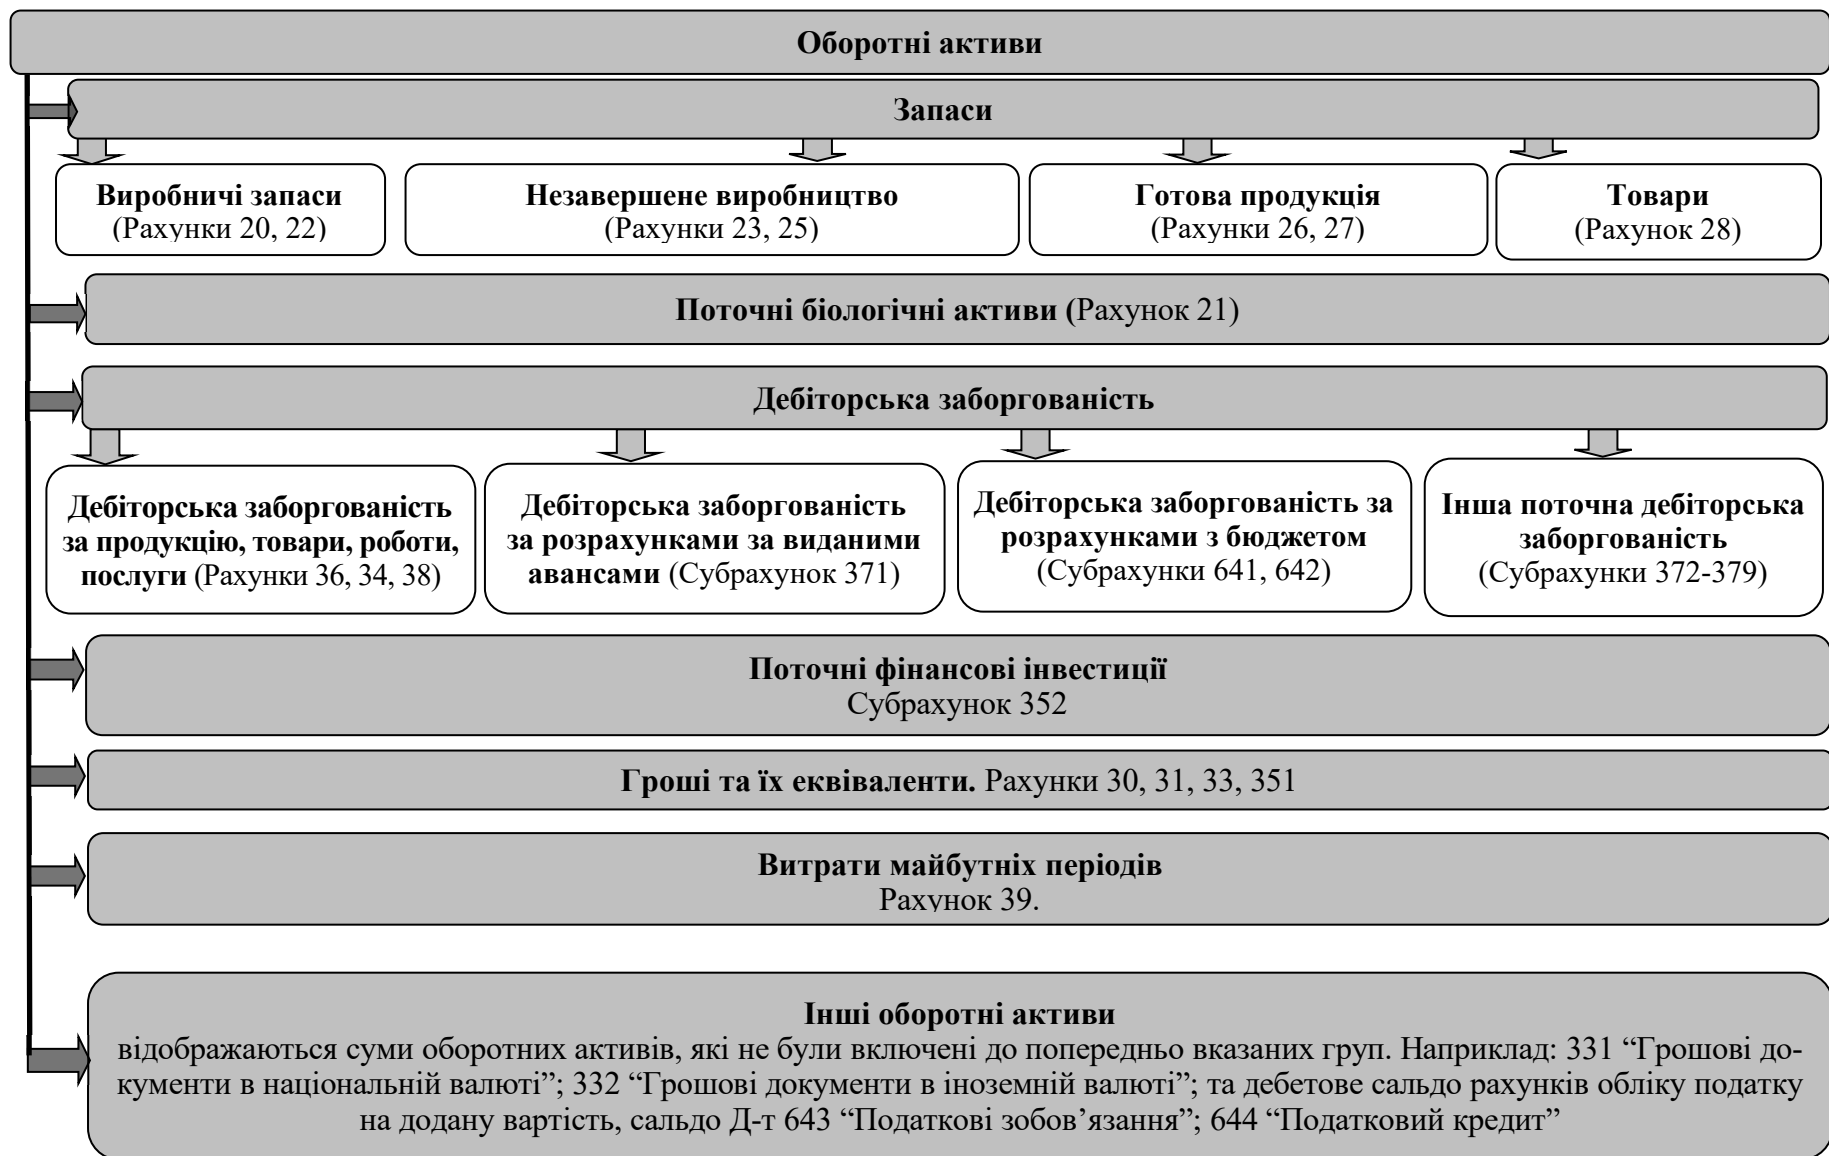 Оборотні активи
Запаси
Виробничі запаси
(Рахунки 20, 22)
Незавершене виробництво
(Рахунки 23, 25)
Готова продукція
(Рахунки 26, 27)
Товари
(Рахунок 28)
Поточні біологічні активи (Рахунок 21)
Дебіторська заборгованість
Дебіторська заборгованість
за продукцію, товари, роботи,
послуги (Рахунки 36, 34, 38)
Дебіторська заборгованість
за розрахунками за виданими
авансами (Субрахунок 371)
Дебіторська заборгованість за
розрахунками з бюджетом
(Субрахунки 641, 642)
Інша поточна дебіторська
заборгованість
(Субрахунки 372-379)
Поточні фінансові інвестиції
Субрахунок 352
Гроші та їх еквіваленти. Рахунки 30, 31, 33, 351
Витрати майбутніх періодів
Рахунок 39.
Інші оборотні активи
відображаються суми оборотних активів, які не були включені до попередньо вказаних груп. Наприклад: 331 “Грошові до-
кументи в національній валюті”; 332 “Грошові документи в іноземній валюті”; та дебетове сальдо рахунків обліку податку
на додану вартість, сальдо Д-т 643 “Податкові зобов’язання”; 644 “Податковий кредит”